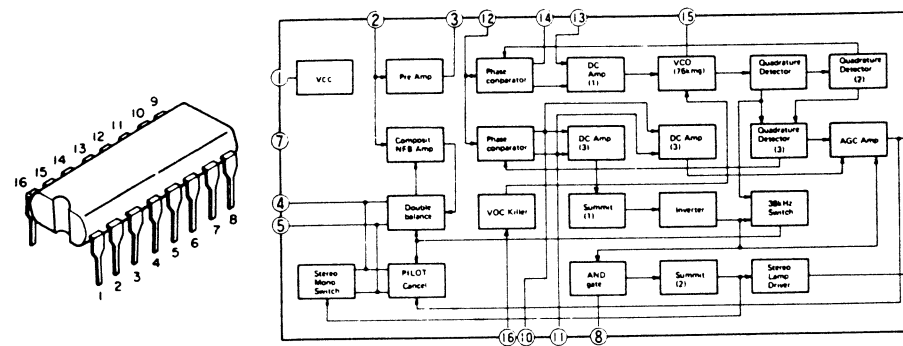 16
15
14
13
12
11
10
9
1
2
3
4
5
6
7
8
2
3
12
14
13
15
1
7
4
5
16
10
11
8
VCC
Pre Amp
Phase
conparator
DC
Amp
(1)
VCO
(76kmg)
Quadrature
Detector
Quadrature
Detector
(2)
Composit
NFB Amp
Phase
comparator
DC Amp
(3)
DC Amp
(3)
Quadrature
Detector
(3)
AGC Amp
Double
balance
VOC Killer
Summit
(1)
Inverter
38kHz
Switch
Stereo
Mono
Switch
PILOT
Cancel
AND
gate
Summit
(2)
Stereo
Lamp
Driver